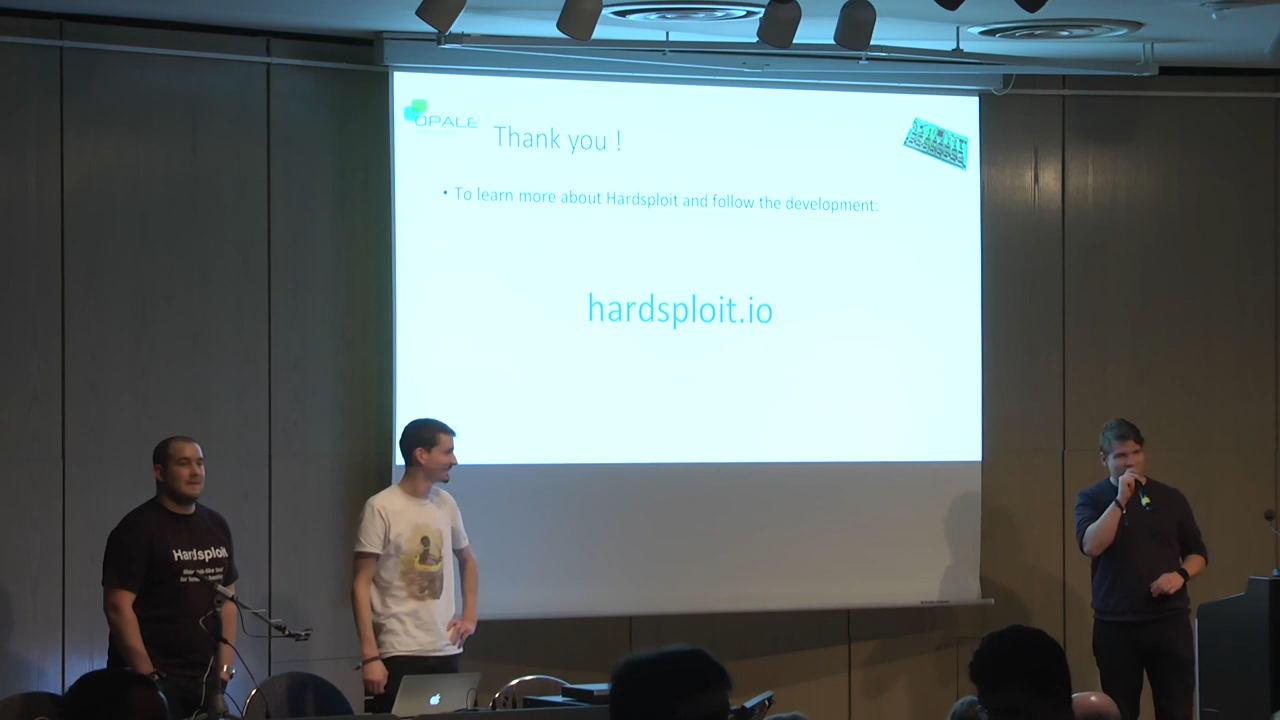 OPALE
Thank you !
• To learn more about Hardsploit and follow the development:
hardsploit.io
Hardsploit